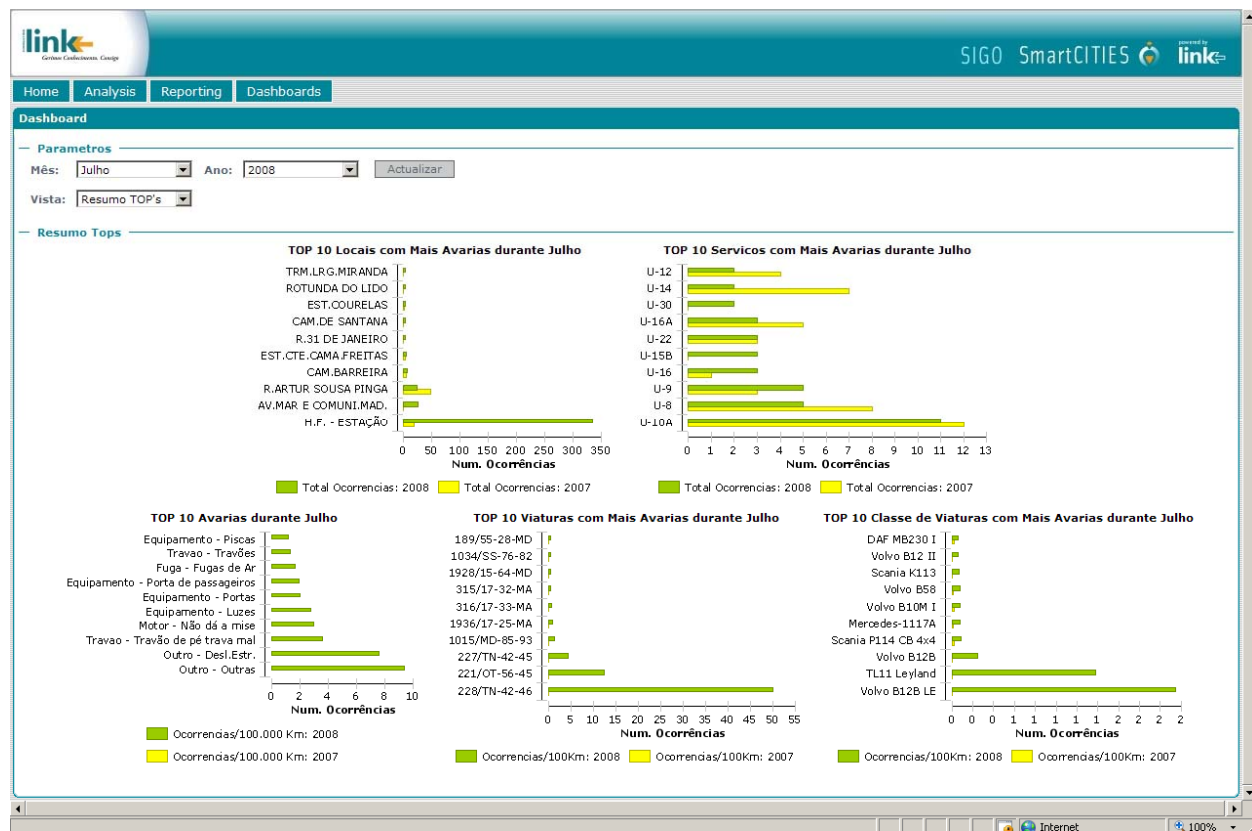 link
Gerimos Conhecimento. Consigo
SIGO SmartCITIES powered by link
Home Analysis Reporting Dashboards
Dashboard
Parametros
Mês: Julho Ano: 2008 Actualizar
Vista: Resumo TOP's
Resumo Tops
TOP 10 Locais com Mais Avarias durante Julho
TRM.LRG.MIRANDA
ROTUNDA DO LIDO
EST.COURELAS
CAM.DE SANTANA
R.31 DE JANEIRO
EST.CTE.CAMA.FREITAS
CAM.BARREIRA
R.ARTUR SOUSA PINGA
AV.MAR E COMUNI.MAD.
H.F. - ESTAÇÃO
0 50 100 150 200 250 300 350
Num. Ocorrências
Total Ocorrencias: 2008 Total Ocorrencias: 2007
TOP 10 Servicos com Mais Avarias durante Julho
U-12
U-14
U-30
U-16A
U-22
U-15B
U-16
U-9
U-8
U-10A
0 1 2 3 4 5 6 7 8 9 10 11 12 13
Num. Ocorrências
Total Ocorrencias: 2008 Total Ocorrencias: 2007
TOP 10 Avarias durante Julho
Equipamento - Piscas
Travao - Travões
Fuga - Fugas de Ar
Equipamento - Porta de passageiros
Equipamento - Portas
Equipamento - Luzes
Motor - Não dá a mise
Travao - Travão de pé trava mal
Outro - Desl.Estr.
Outro - Outras
0 2 4 6 8 10
Num. Ocorrências
Ocorrencias/100.000 Km: 2008
Ocorrencias/100.000 Km: 2007
TOP 10 Viaturas com Mais Avarias durante Julho
189/55-28-MD
1034/SS-76-82
1928/15-64-MD
315/17-32-MA
316/17-33-MA
1936/17-25-MA
1015/MD-85-93
227/TN-42-45
221/OT-56-45
228/TN-42-46
0 5 10 15 20 25 30 35 40 45 50 55
Num. Ocorrências
Ocorrencias/100Km: 2008 Ocorrencias/100Km: 2007
TOP 10 Classe de Viaturas com Mais Avarias durante Julho
DAF MB230 I
Volvo B12 II
Scania K113
Volvo B58
Volvo B10M I
Mercedes-1117A
Scania P114 CB 4x4
Volvo B12B
TL11 Leyland
Volvo B12B LE
0 0 0 1 1 1 1 1 2 2 2 2
Num. Ocorrências
Ocorrencias/100Km: 2008 Ocorrencias/100Km: 2007
Internet 100%